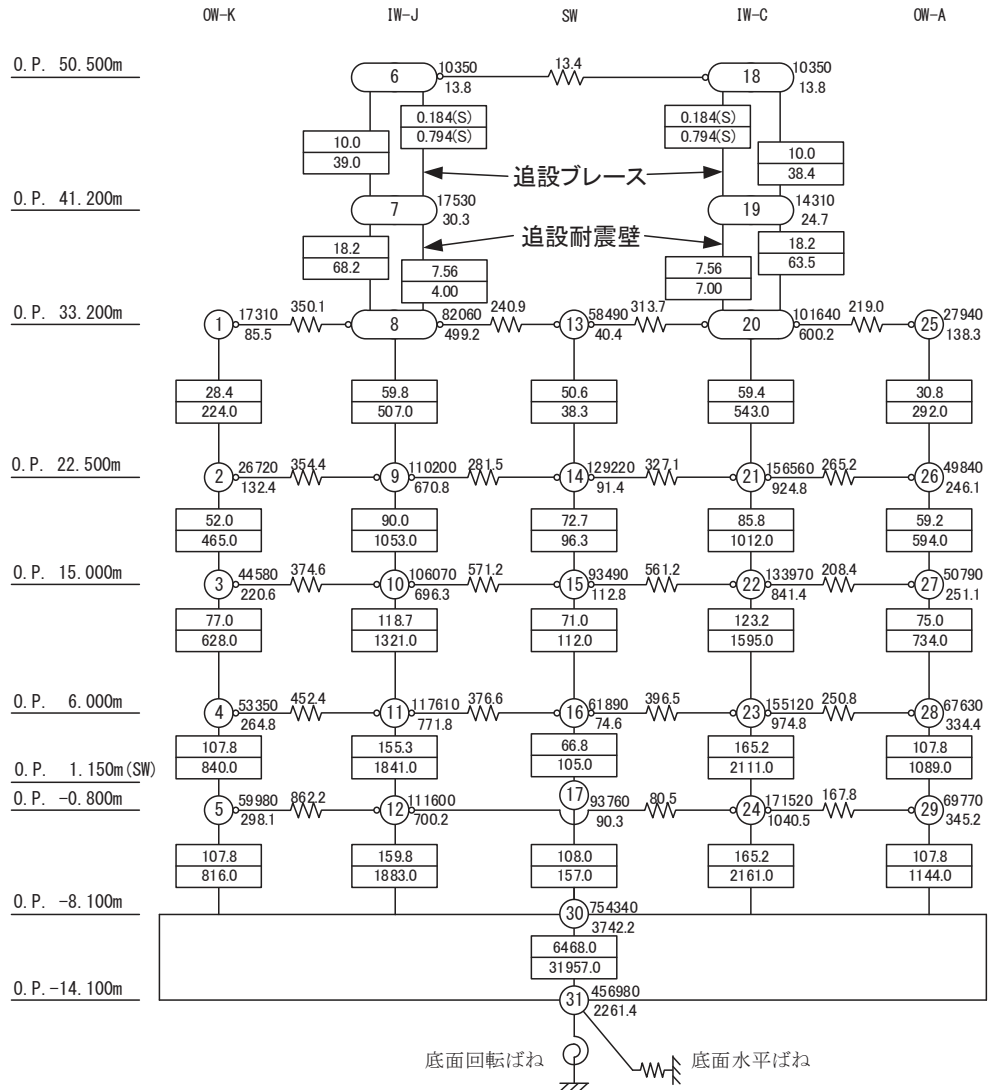 OW-K IW-J SW IW-C OW-A
O.P. 50.500m 6 10350 13.4 18 10350
13.8 13.8
0.184(S) 0.184(S)
0.794(S) 0.794(S)
10.0 10.0
39.0 38.4
追設ブレース
O.P. 41.200m 7 17530 19 14310
30.3 24.7
追設耐震壁
18.2 18.2
68.2 63.5
7.56 7.56
4.00 7.00
O.P. 33.200m 1 17310 350.1 8 82060 240.9 13 58490 313.7 20 101640 219.0 25 27940
85.5 499.2 40.4 600.2 138.3
28.4 59.8 50.6 59.4 30.8
224.0 507.0 38.3 543.0 292.0
O.P. 22.500m 2 26720 354.4 9 110200 281.5 14 129220 327.1 21 156560 265.2 26 49840
132.4 670.8 91.4 924.8 246.1
52.0 90.0 72.7 85.8 59.2
465.0 1053.0 96.3 1012.0 594.0
O.P. 15.000m 3 44580 374.6 10 106070 571.2 15 93490 561.2 22 133970 208.4 27 50790
220.6 696.3 112.8 841.4 251.1
77.0 118.7 71.0 123.2 75.0
628.0 1321.0 112.0 1595.0 734.0
O.P. 6.000m 4 53350 452.4 11 117610 376.6 16 61890 396.5 23 155120 250.8 28 67630
264.8 771.8 74.6 974.8 334.4
107.8 155.3 66.8 165.2 107.8
840.0 1841.0 105.0 2111.0 1089.0
O.P. 1.150m(SW)
O.P. -0.800m 5 59980 862.2 12 111600 17 93760 80.5 24 171520 167.8 29 69770
298.1 700.2 90.3 1040.5 345.2
107.8 159.8 108.0 165.2 107.8
816.0 1883.0 157.0 2161.0 1144.0
O.P. -8.100m 30 754340
3742.2
6468.0
31957.0
O.P.-14.100m 31 456980
2261.4
底面回転ばね 底面水平ばね